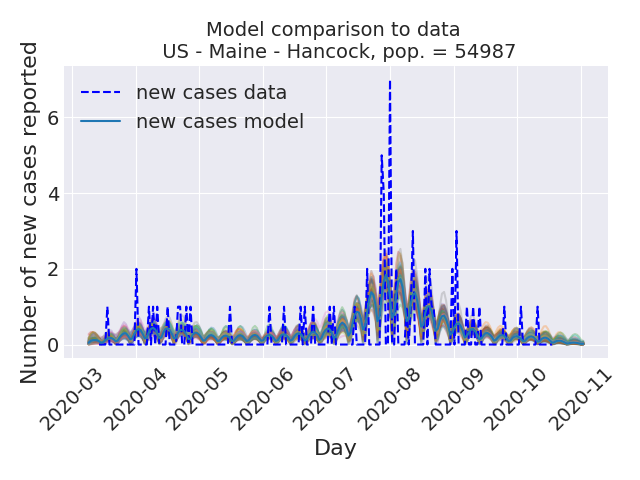 Model comparison to data
US - Maine - Hancock, pop. = 54987
Number of new cases reported
new cases data
new cases model
6
4
2
0
2020-03
2020-04
2020-05
2020-06
2020-07
2020-08
2020-09
2020-10
2020-11
Day